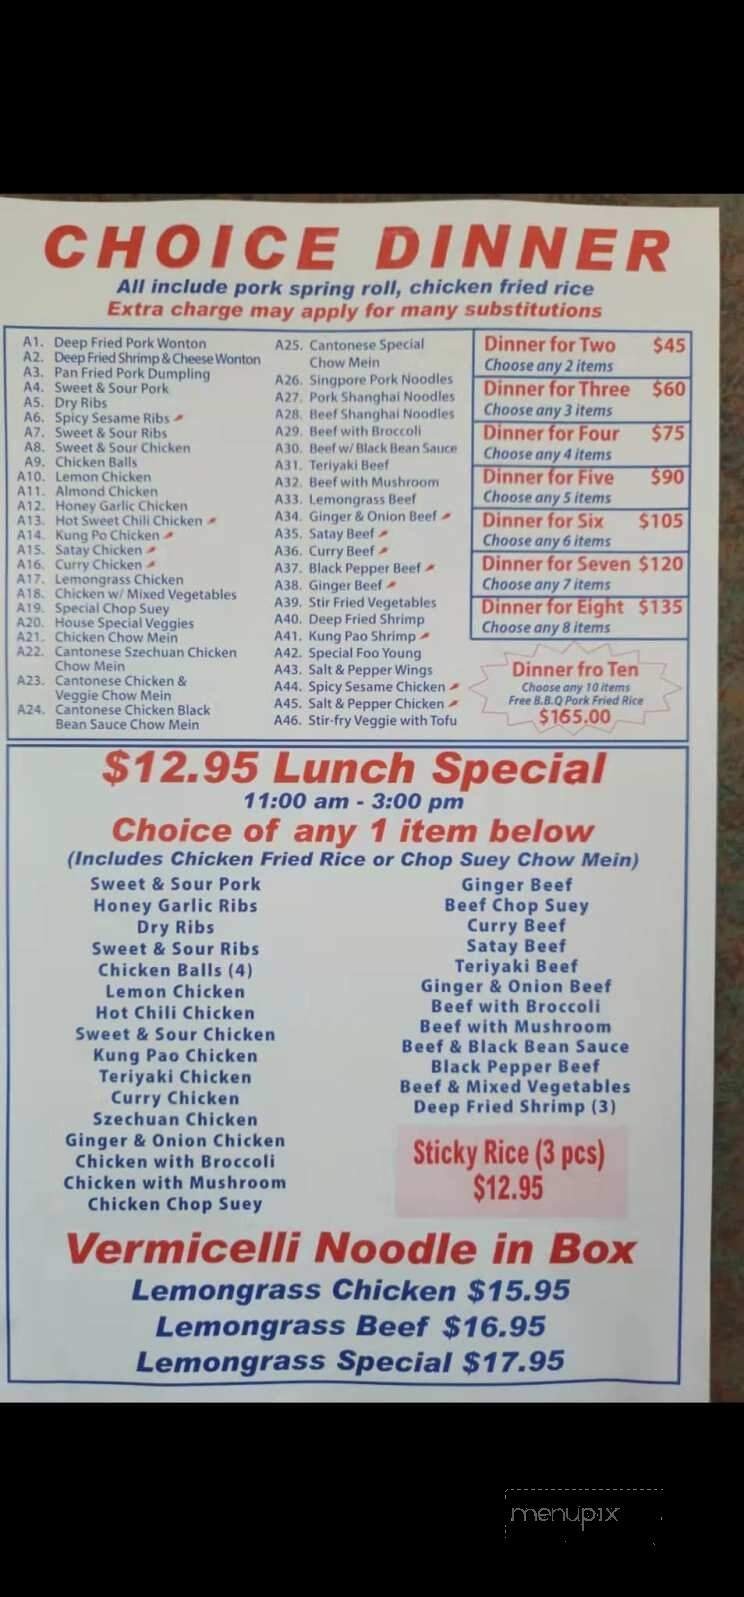 CHOICE DINNER
All include pork spring roll, chicken fried rice
Extra charge may apply for many substitutions
A1. Deep Fried Pork Wonton
A2. Deep Fried Shrimp & Cheese Wonton
A3. Pan Fried Pork Dumpling
A4. Sweet & Sour Pork
A5. Dry Ribs
A6. Spicy Sesame Ribs
A7. Sweet & Sour Ribs
A8. Sweet & Sour Chicken
A9. Chicken Balls
A10. Lemon Chicken
A11. Almond Chicken
A12. Honey Garlic Chicken
A13. Hot Sweet Chili Chicken
A14. Kung Po Chicken
A15. Satay Chicken
A16. Curry Chicken
A17. Lemongrass Chicken
A18. Chicken w/ Mixed Vegetables
A19. Special Chop Suey
A20. House Special Veggies
A21. Chicken Chow Mein
A22. Cantonese Szechuan Chicken
Chow Mein
A23. Cantonese Chicken &
Veggie Chow Mein
A24. Cantonese Chicken Black
Bean Sauce Chow Mein
A25. Cantonese Special
Chow Mein
A26. Singpore Pork Noodles
A27. Pork Shanghai Noodles
A28. Beef Shanghai Noodles
A29. Beef with Broccoli
A30. Beef w/ Black Bean Sauce
A31. Teriyaki Beef
A32. Beef with Mushroom
A33. Lemongrass Beef
A34. Ginger & Onion Beef
A35. Satay Beef
A36. Curry Beef
A37. Black Pepper Beef
A38. Ginger Beef
A39. Stir Fried Vegetables
A40. Deep Fried Shrimp
A41. Kung Pao Shrimp
A42. Special Foo Young
A43. Salt & Pepper Wings
A44. Spicy Sesame Chicken
A45. Salt & Pepper Chicken
A46. Stir-fry Veggie with Tofu
Dinner for Two $45
Choose any 2 items
Dinner for Three $60
Choose any 3 items
Dinner for Four $75
Choose any 4 items
Dinner for Five $90
Choose any 5 items
Dinner for Six $105
Choose any 6 items
Dinner for Seven $120
Choose any 7 items
Dinner for Eight $135
Choose any 8 items
Dinner fro Ten
Choose any 10 items
Free B.B.Q Pork Fried Rice
$165.00
$12.95 Lunch Special
11:00 am - 3:00 pm
Choice of any 1 item below
(Includes Chicken Fried Rice or Chop Suey Chow Mein)
Sweet & Sour Pork
Honey Garlic Ribs
Dry Ribs
Sweet & Sour Ribs
Chicken Balls (4)
Lemon Chicken
Hot Chili Chicken
Sweet & Sour Chicken
Kung Pao Chicken
Teriyaki Chicken
Curry Chicken
Szechuan Chicken
Ginger & Onion Chicken
Chicken with Broccoli
Chicken with Mushroom
Chicken Chop Suey
Ginger Beef
Beef Chop Suey
Curry Beef
Satay Beef
Teriyaki Beef
Ginger & Onion Beef
Beef with Broccoli
Beef with Mushroom
Beef & Black Bean Sauce
Black Pepper Beef
Beef & Mixed Vegetables
Deep Fried Shrimp (3)
Sticky Rice (3 pcs)
$12.95
Vermicelli Noodle in Box
Lemongrass Chicken $15.95
Lemongrass Beef $16.95
Lemongrass Special $17.95
menupix